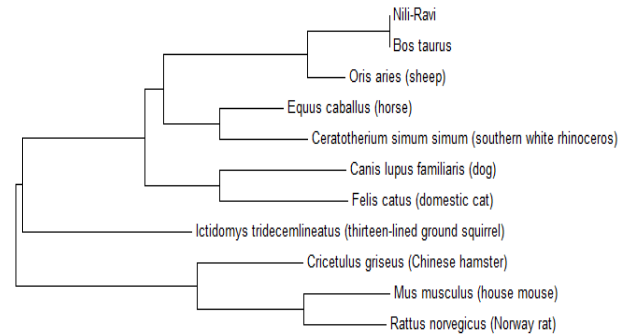 Nili-Ravi
Bos taurus
Oris aries (sheep)
Equus caballus (horse)
Ceratotherium simum simum (southern white rhinoceros)
Canis lupus familiaris (dog)
Felis catus (domestic cat)
Ictidomys tridecemlineatus (thirteen-lined ground squirrel)
Cricetulus griseus (Chinese hamster)
Mus musculus (house mouse)
Rattus norvegicus (Norway rat)